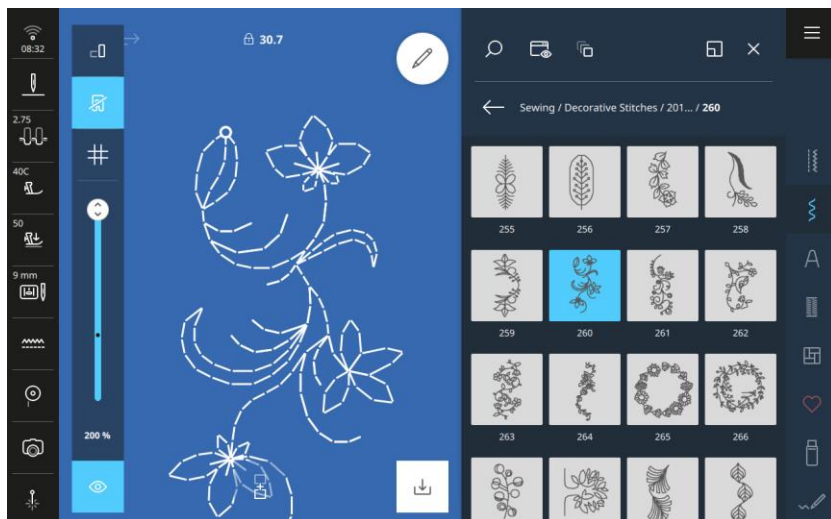 08:32
30.7
2.75
40C
50
9 mm
200 %
Sewing / Decorative Stitches / 201... / 260
255 256 257 258
259 260 261 262
263 264 265 266
A